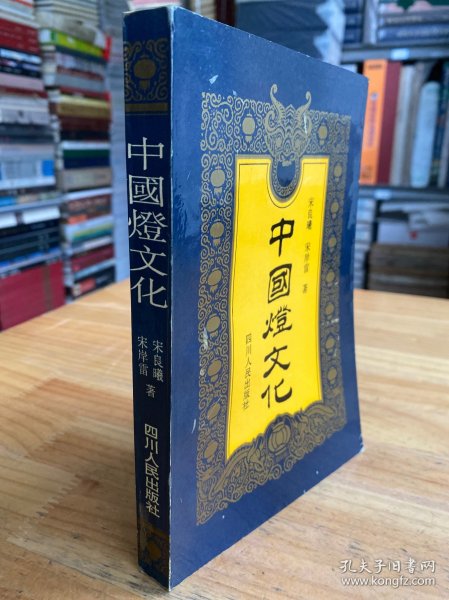 中國燈文化
宋良曦
宋岸雷 著
四川人民出版社
宋良曦 宋岸雷 著
中國燈文化
四川人民出版社
孔夫子旧书网
www.kongfz.com